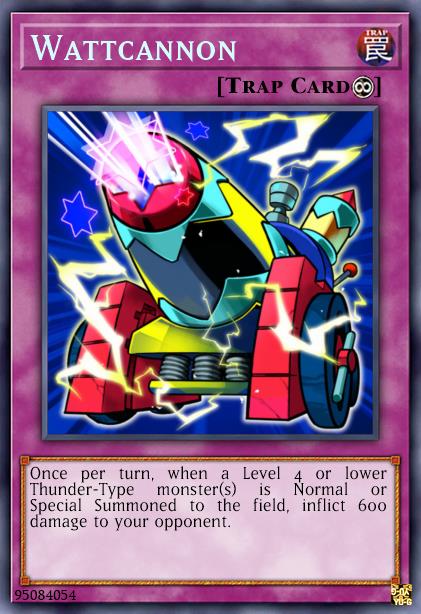 Wattcannon
TRAP
罠
[Trap Card]
Once per turn, when a Level 4 or lower
Thunder-Type monster(s) is Normal or
Special Summoned to the field, inflict 600
damage to your opponent.
95084054